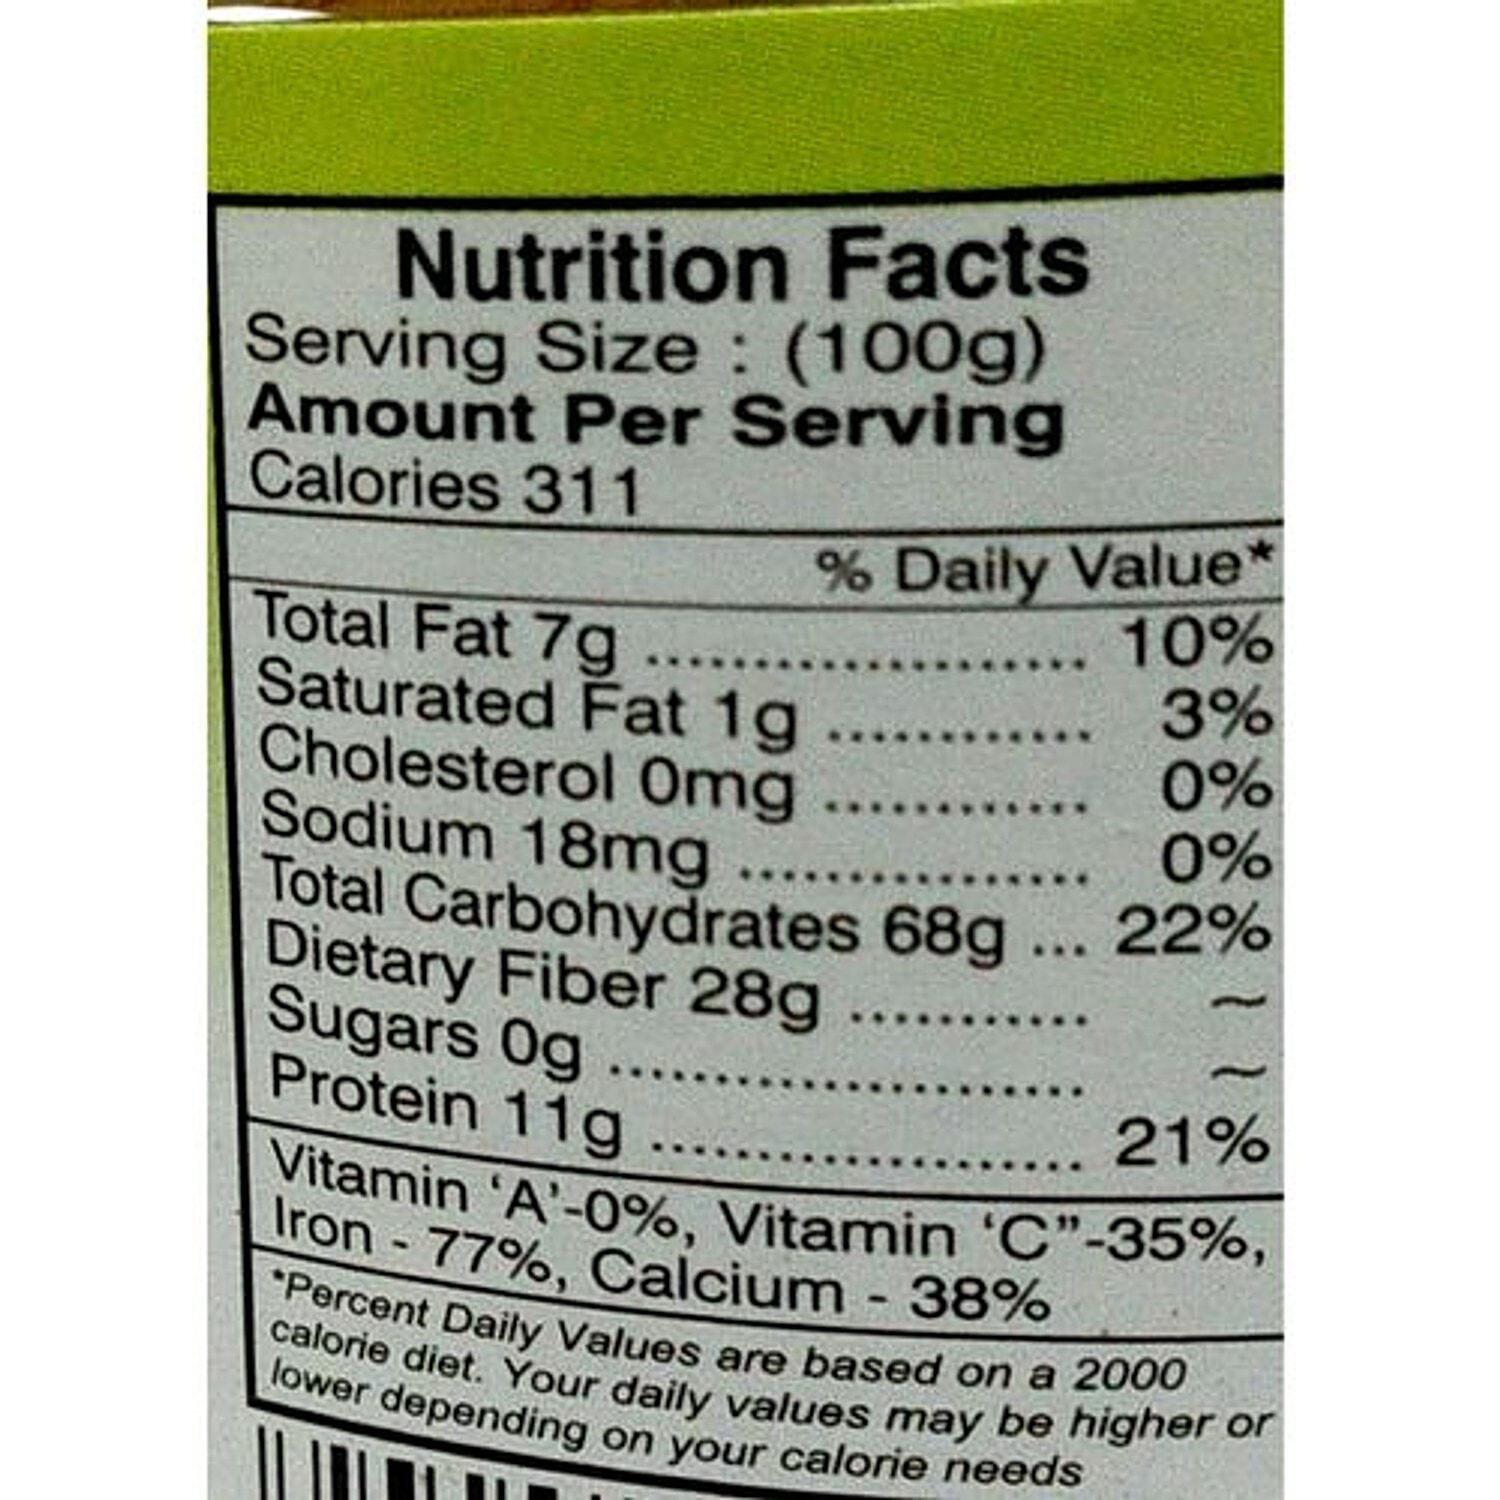 Nutrition Facts
Serving Size : (100g)
Amount Per Serving
Calories 311
% Daily Value*
Total Fat 7g ........................ 10%
Saturated Fat 1g ............ 3%
Cholesterol 0mg ............ 0%
Sodium 18mg ................ 0%
Total Carbohydrates 68g ... 22%
Dietary Fiber 28g ........... ~
Sugars 0g ...................... ~
Protein 11g .................... 21%
Vitamin ‘A’-0%, Vitamin ‘C”-35%,
Iron - 77%, Calcium - 38%
*Percent Daily Values are based on a 2000
calorie diet. Your daily values may be higher or
lower depending on your calorie needs